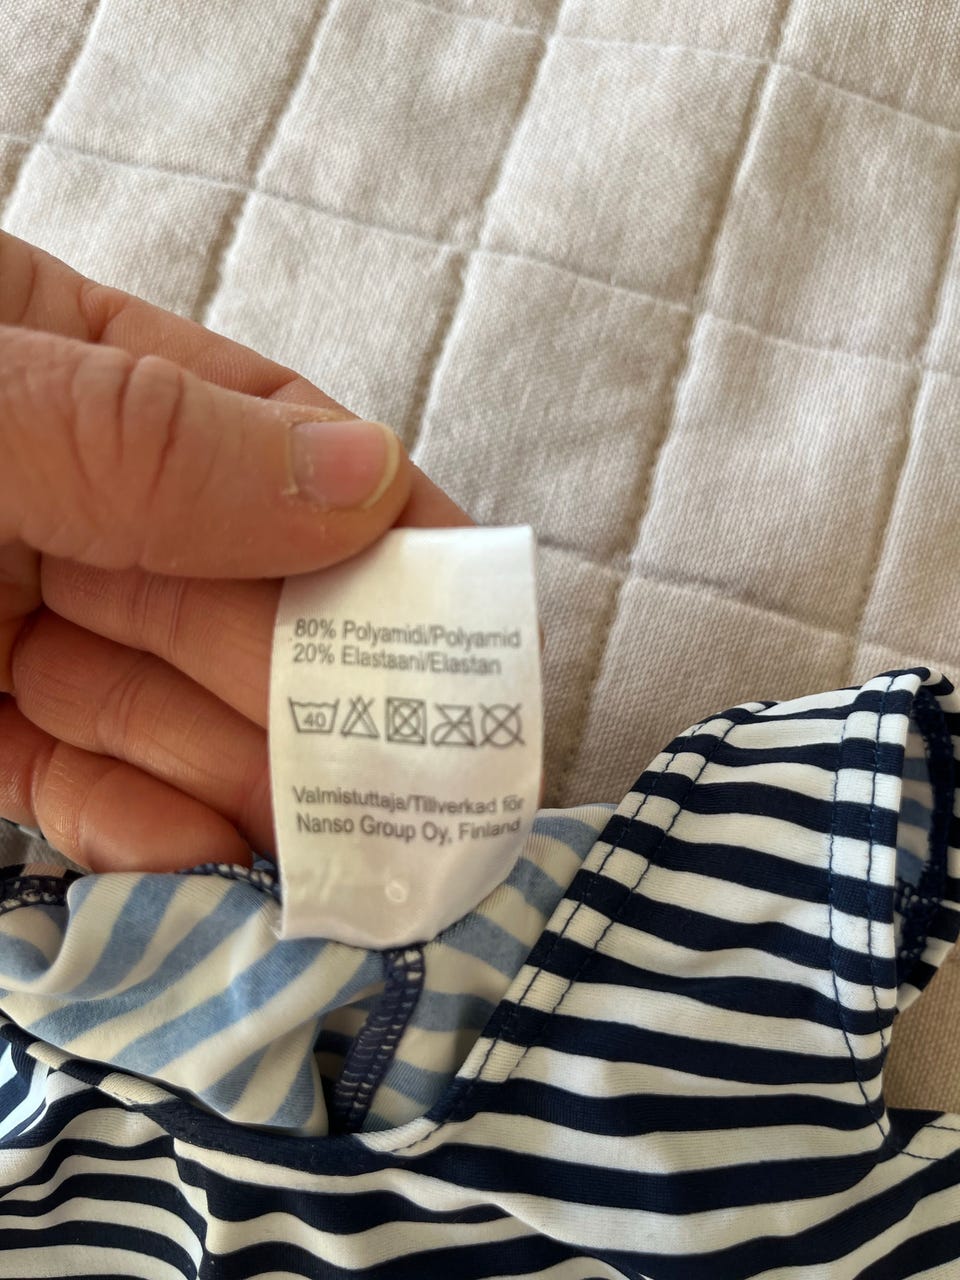 80% Polyamidi/Polyamid
20% Elastaani/Elastan
40
Valmistuttaja/Tillverkad för
Nanso Group Oy, Finland